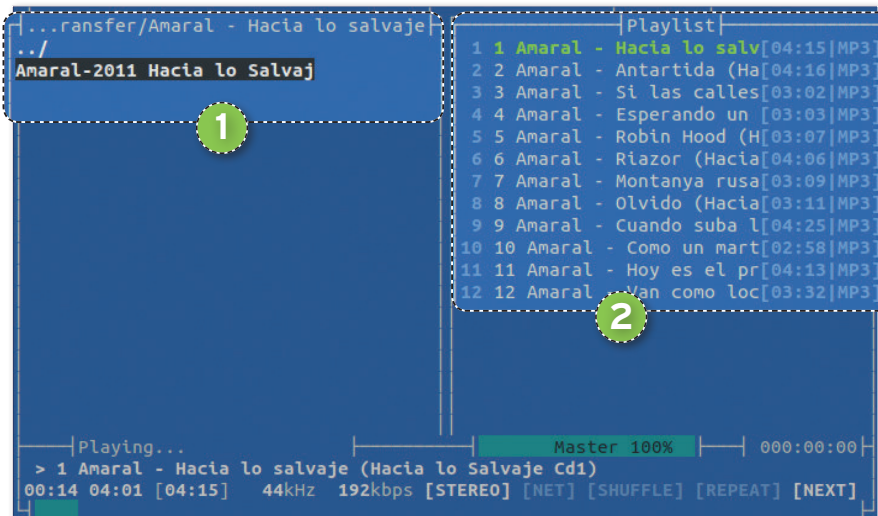 ...ransfer/Amaral - Hacia lo salvaje
../
Amaral-2011 Hacia lo Salvaj
1
Playlist
1 1 Amaral - Hacia lo salv[04:15|MP3]
2 2 Amaral - Antartida (Ha[04:16|MP3]
3 3 Amaral - Si las calles[03:02|MP3]
4 4 Amaral - Esperando un [03:03|MP3]
5 5 Amaral - Robin Hood (H[03:07|MP3]
6 6 Amaral - Riazor (Hacia[04:06|MP3]
7 7 Amaral - Montanya rusa[03:09|MP3]
8 8 Amaral - Olvido (Hacia[03:11|MP3]
9 9 Amaral - Cuando suba l[04:25|MP3]
10 10 Amaral - Como un mart[02:58|MP3]
11 11 Amaral - Hoy es el pr[04:13|MP3]
12 12 Amaral - Van como loc[03:32|MP3]
2
Playing... Master 100% 000:00:00
> 1 Amaral - Hacia lo salvaje (Hacia lo Salvaje Cd1)
00:14 04:01 [04:15] 44kHz 192kbps [STEREO] [NET] [SHUFFLE] [REPEAT] [NEXT]